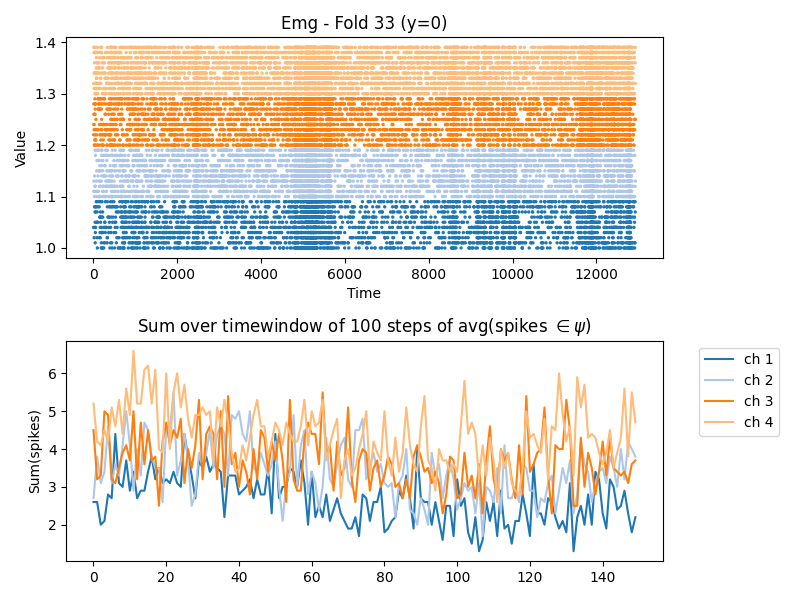 Emg - Fold 33 (y=0)
1.4
1.3
1.2
1.1
1.0
Value
0
2000
4000
6000
8000
10000
12000
Time
Sum over timewindow of 100 steps of avg(spikes ∈ ψ)
6
5
4
3
2
Sum(spikes)
0
20
40
60
80
100
120
140
ch 1
ch 2
ch 3
ch 4